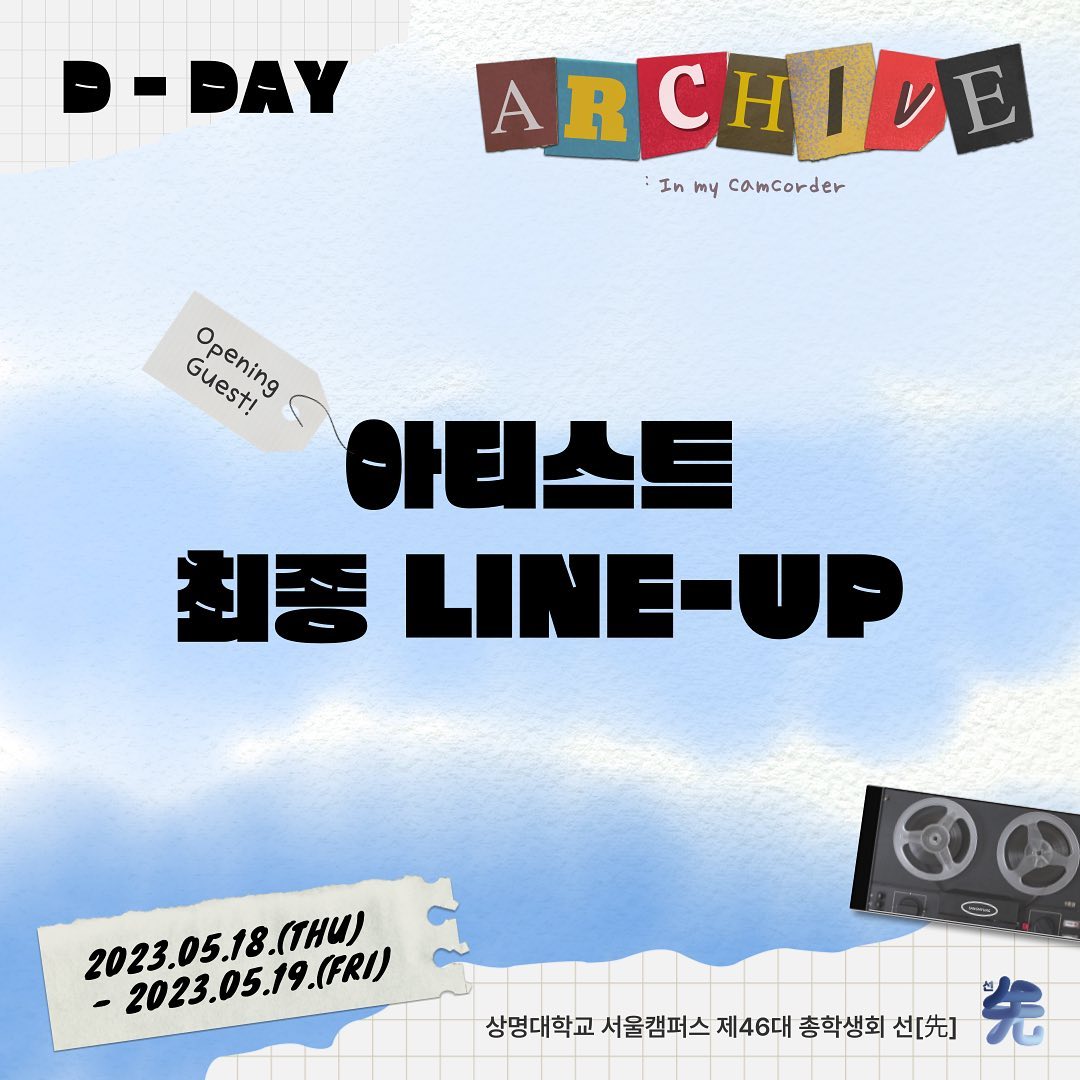 D - DAY
ARCHIVE
: In my Camcorder
Opening
Guest!
아티스트
최종 LINE-UP
2023.05.18.(THU)
- 2023.05.19.(FRI)
상명대학교 서울캠퍼스 제46대 총학생회 선[先]
선
先